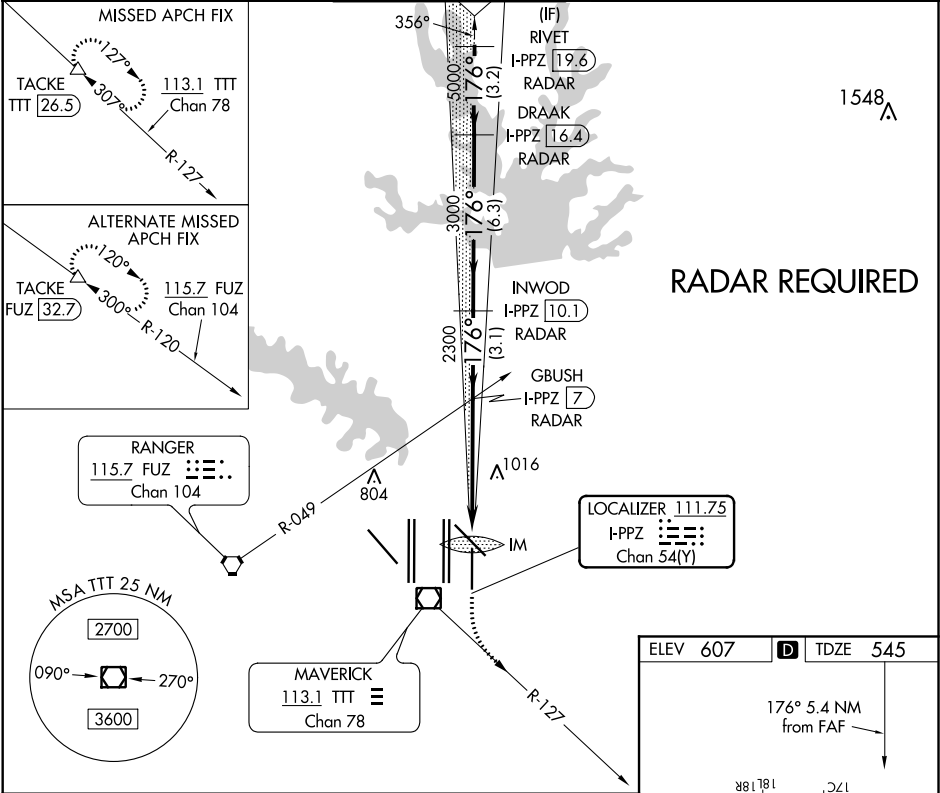 MISSED APCH FIX
127°
TACKE
TTT 26.5
307°
113.1 TTT
Chan 78
R-127
ALTERNATE MISSED
APCH FIX
120°
TACKE
FUZ 32.7
300°
115.7 FUZ
Chan 104
R-120
356°
(IF)
RIVET
I-PPZ 19.6
RADAR
5000
176°
(3.2)
DRAAK
I-PPZ 16.4
RADAR
3000
176°
(6.3)
INWOD
I-PPZ 10.1
RADAR
2300
176°
(3.1)
GBUSH
I-PPZ 7
RADAR
1548
RADAR REQUIRED
RANGER
115.7 FUZ
Chan 104
R-049
804
1016
IM
LOCALIZER 111.75
I-PPZ
Chan 54(Y)
MSA TTT 25 NM
2700
090°
270°
3600
MAVERICK
113.1 TTT
Chan 78
R-127
ELEV 607 D TDZE 545
176° 5.4 NM
from FAF
18L
18R
17C